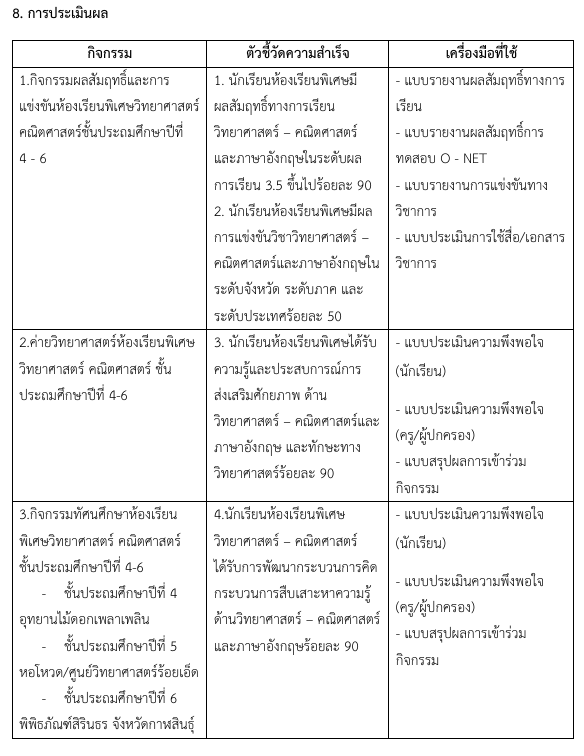 8. การประเมินผล
กิจกรรม
ตัวชี้วัดความสำเร็จ
เครื่องมือที่ใช้
1.กิจกรรมผลสัมฤทธิ์และการ
แข่งขันห้องเรียนพิเศษวิทยาศาสตร์
คณิตศาสตร์ชั้นประถมศึกษาปีที่
4 - 6
1. นักเรียนห้องเรียนพิเศษมี
ผลสัมฤทธิ์ทางการเรียน
วิทยาศาสตร์ – คณิตศาสตร์
และภาษาอังกฤษในระดับผล
การเรียน 3.5 ขึ้นไปร้อยละ 90
2. นักเรียนห้องเรียนพิเศษมีผล
การแข่งขันวิชาวิทยาศาสตร์ –
คณิตศาสตร์และภาษาอังกฤษใน
ระดับจังหวัด ระดับภาค และ
ระดับประเทศร้อยละ 50
- แบบรายงานผลสัมฤทธิ์ทางการ
เรียน
- แบบรายงานผลสัมฤทธิ์การ
ทดสอบ O - NET
- แบบรายงานการแข่งขันทาง
วิชาการ
- แบบประเมินการใช้สื่อ/เอกสาร
วิชาการ
2.ค่ายวิทยาศาสตร์ห้องเรียนพิเศษ
วิทยาศาสตร์ คณิตศาสตร์ ชั้น
ประถมศึกษาปีที่ 4-6
3. นักเรียนห้องเรียนพิเศษได้รับ
ความรู้และประสบการณ์การ
ส่งเสริมศักยภาพ ด้าน
วิทยาศาสตร์ – คณิตศาสตร์และ
ภาษาอังกฤษ และทักษะทาง
วิทยาศาสตร์ร้อยละ 90
- แบบประเมินความพึงพอใจ
(นักเรียน)
- แบบประเมินความพึงพอใจ
(ครู/ผู้ปกครอง)
- แบบสรุปผลการเข้าร่วม
กิจกรรม
3.กิจกรรมทัศนศึกษาห้องเรียน
พิเศษวิทยาศาสตร์ คณิตศาสตร์
ชั้นประถมศึกษาปีที่ 4-6
- ชั้นประถมศึกษาปีที่ 4
อุทยานไม้ดอกเพลาเพลิน
- ชั้นประถมศึกษาปีที่ 5
หอโหวด/ศูนย์วิทยาศาสตร์ร้อยเอ็ด
- ชั้นประถมศึกษาปีที่ 6
พิพิธภัณฑ์สิรินธร จังหวัดกาฬสินธุ์
4.นักเรียนห้องเรียนพิเศษ
วิทยาศาสตร์ – คณิตศาสตร์
ได้รับการพัฒนากระบวนการคิด
กระบวนการสืบเสาะหาความรู้
ด้านวิทยาศาสตร์ – คณิตศาสตร์
และภาษาอังกฤษร้อยละ 90
- แบบประเมินความพึงพอใจ
(นักเรียน)
- แบบประเมินความพึงพอใจ
(ครู/ผู้ปกครอง)
- แบบสรุปผลการเข้าร่วม
กิจกรรม